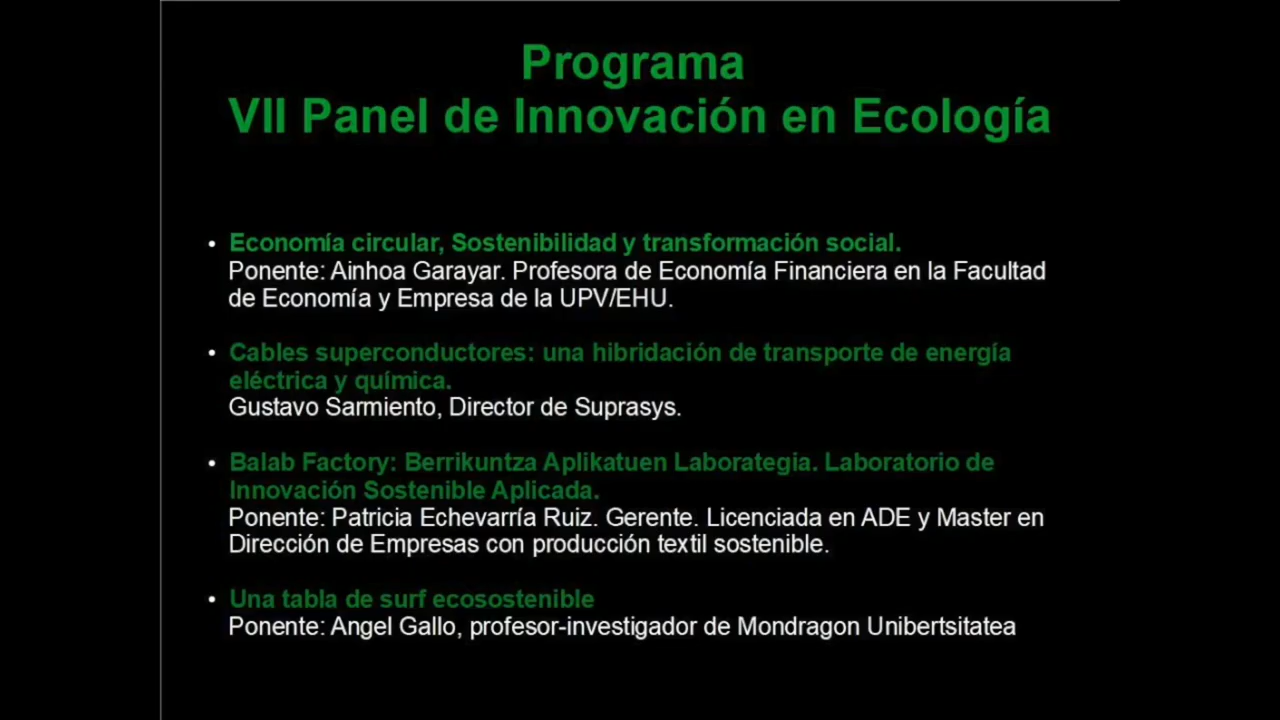 Programa
VII Panel de Innovación en Ecología
• Economía circular, Sostenibilidad y transformación social.
Ponente: Ainhoa Garayar. Profesora de Economía Financiera en la Facultad
de Economía y Empresa de la UPV/EHU.
• Cables superconductores: una hibridación de transporte de energía
eléctrica y química.
Gustavo Sarmiento, Director de Suprasys.
• Balab Factory: Berrikuntza Aplikatuen Laborategia. Laboratorio de
Innovación Sostenible Aplicada.
Ponente: Patricia Echevarría Ruiz. Gerente. Licenciada en ADE y Master en
Dirección de Empresas con producción textil sostenible.
• Una tabla de surf ecosostenible
Ponente: Angel Gallo, profesor-investigador de Mondragon Unibertsitatea